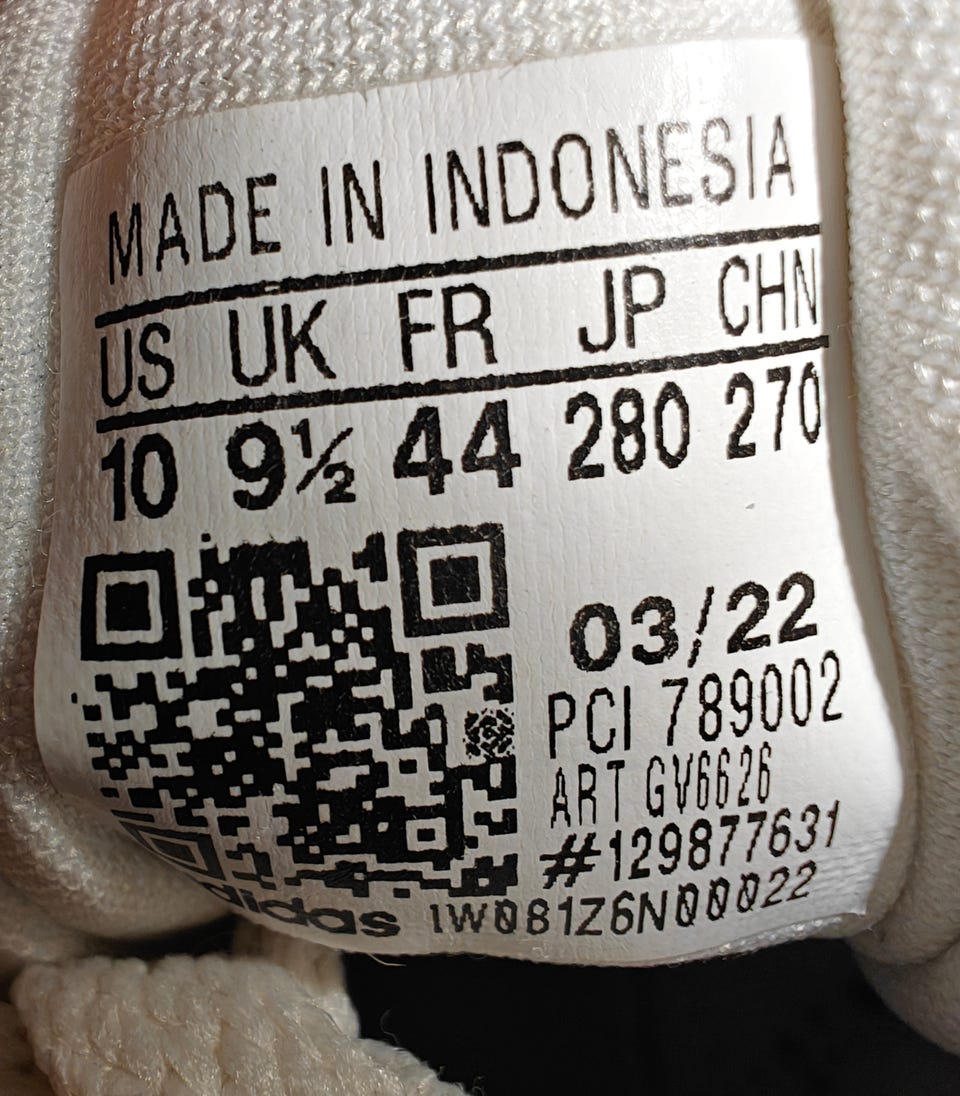 MADE IN INDONESIA
US UK FR JP CHN
10 9½ 44 280 270
03/22
PCI 789002
ART GV6626
#129877631
adidas 1W081Z6N00022